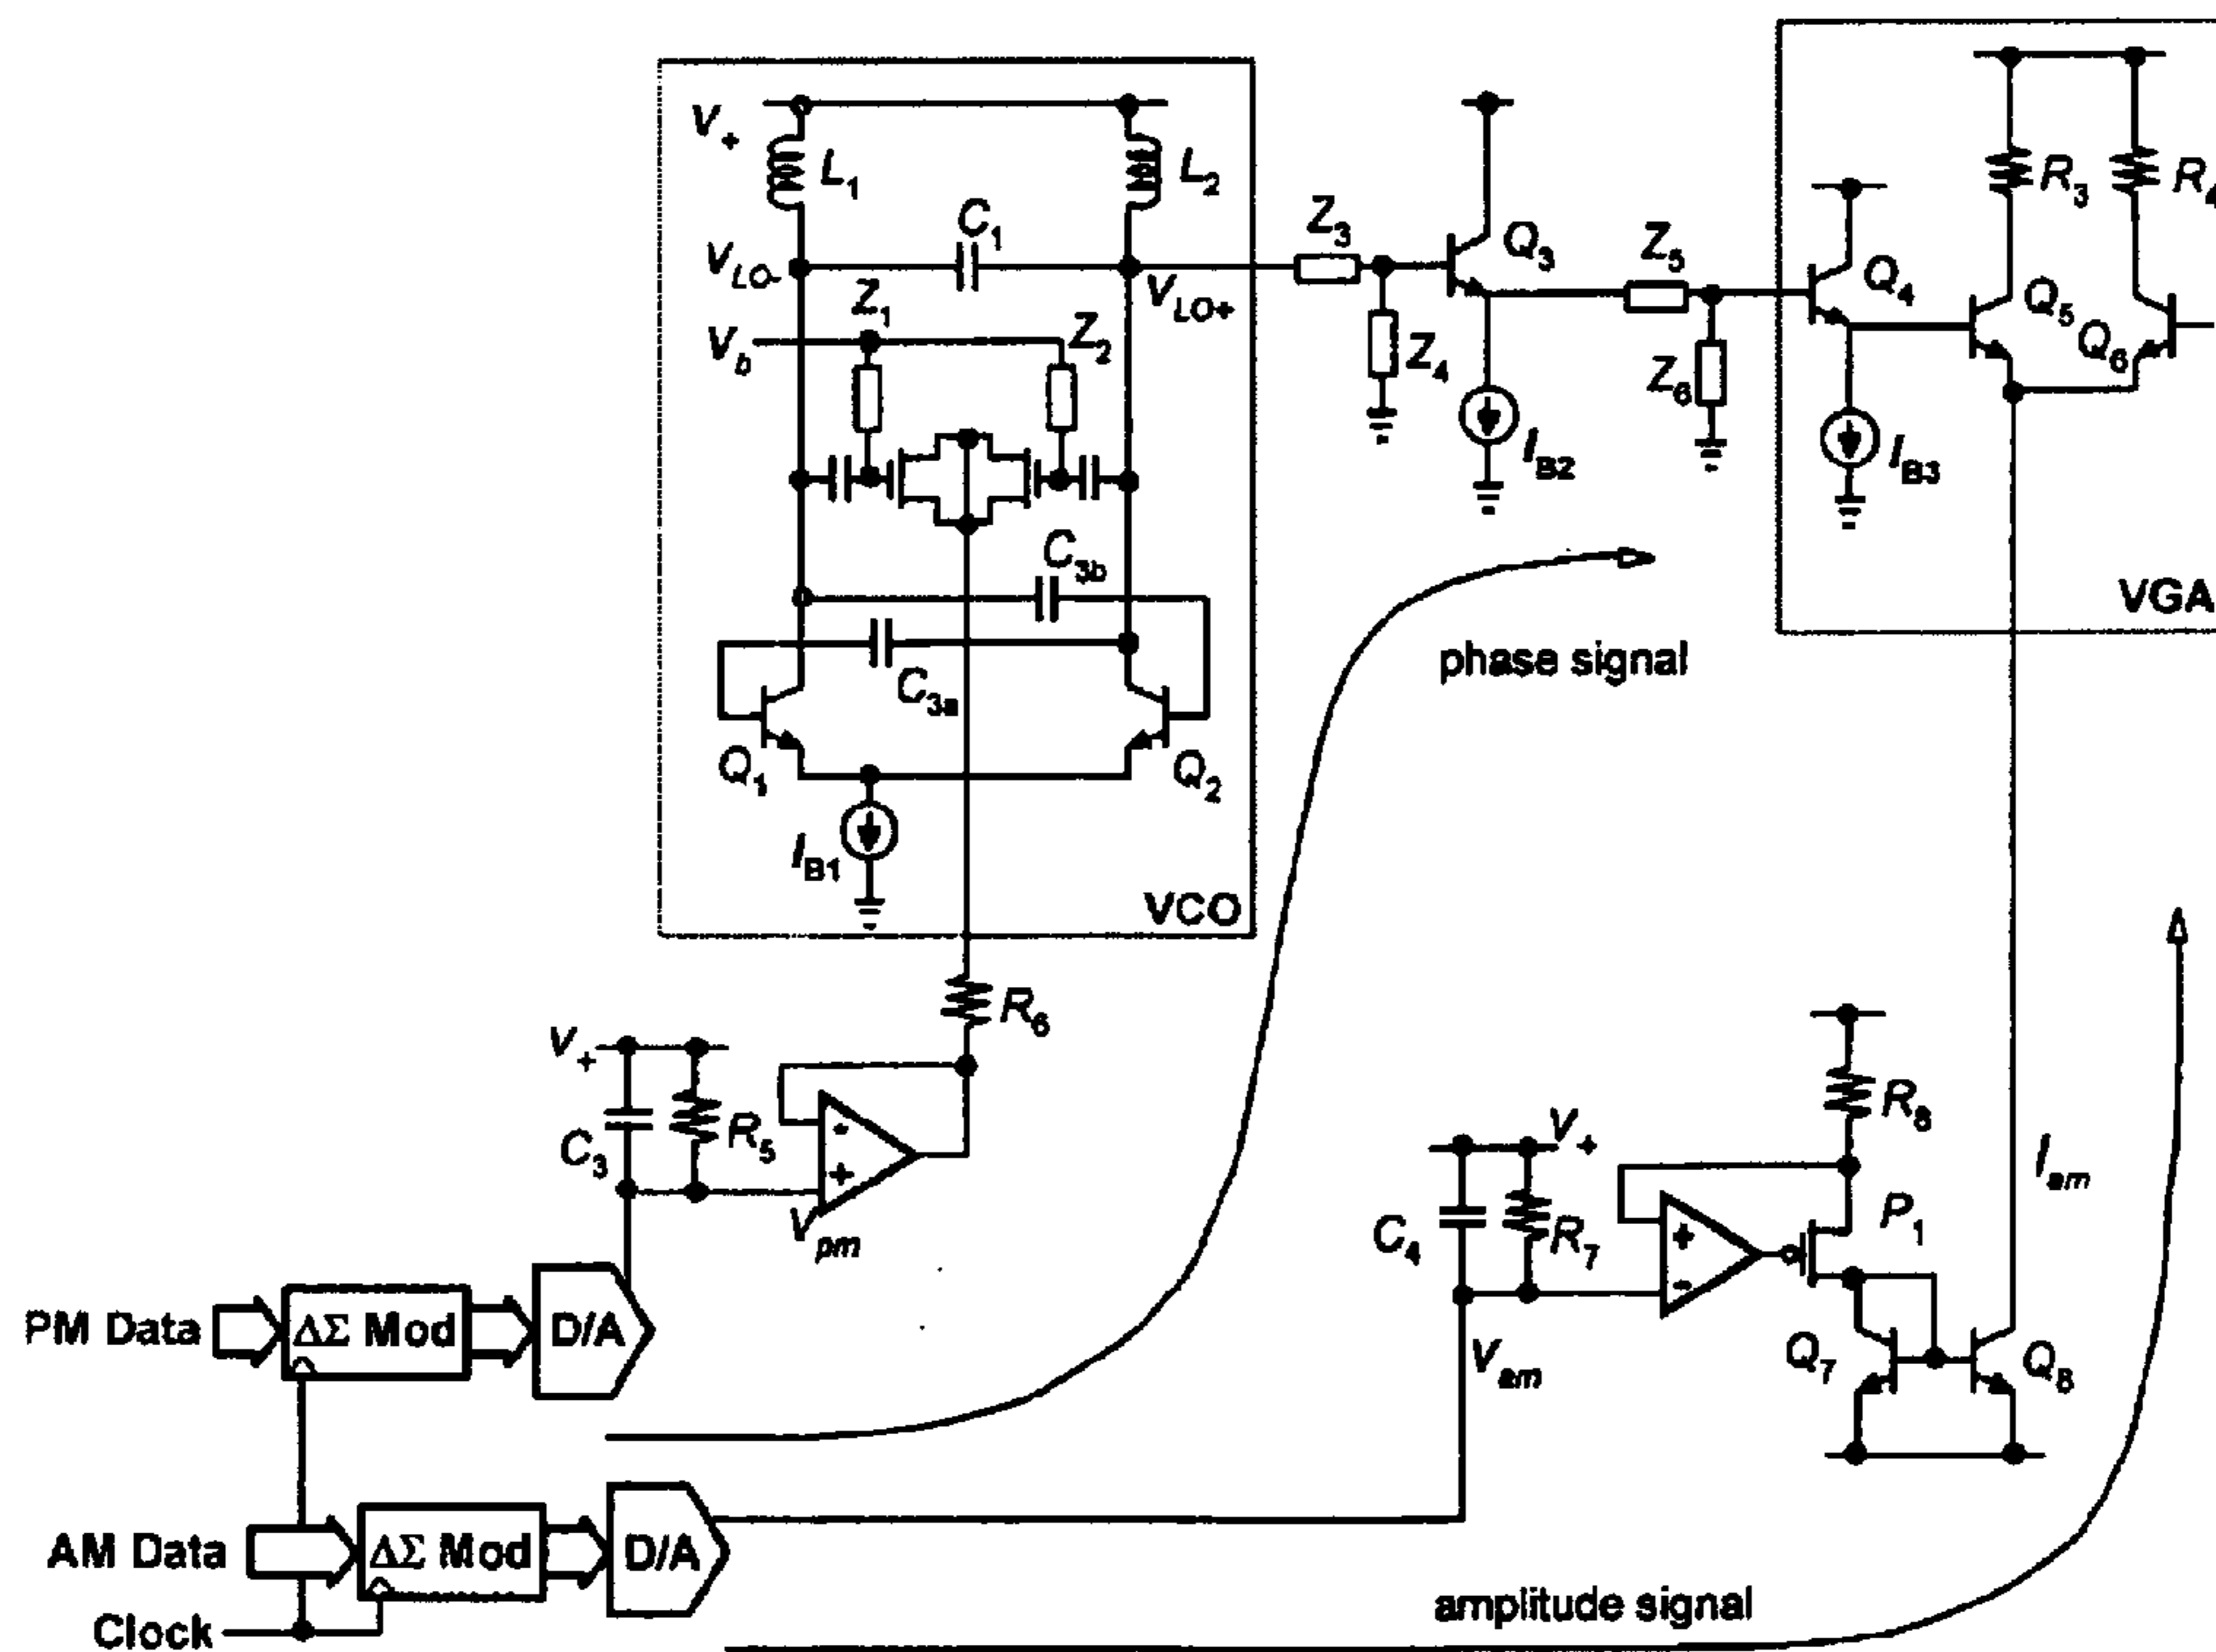 V+
L1
L2
C1
VLO-
VLO+
Z1
Z2
Vb
Z3
Z4
Q3
IB2
Z5
Z6
Q4
IB3
Q5
Q6
R3
VGA
C3b
C3a
Q1
Q2
IB1
VCO
phase signal
R6
V+
C3
R5
-
+
Vpm
PM Data
ΔΣ Mod
D/A
V+
C4
R7
+
-
R8
P1
Iam
Q7
Q8
Vam
AM Data
ΔΣ Mod
D/A
Clock
amplitude signal